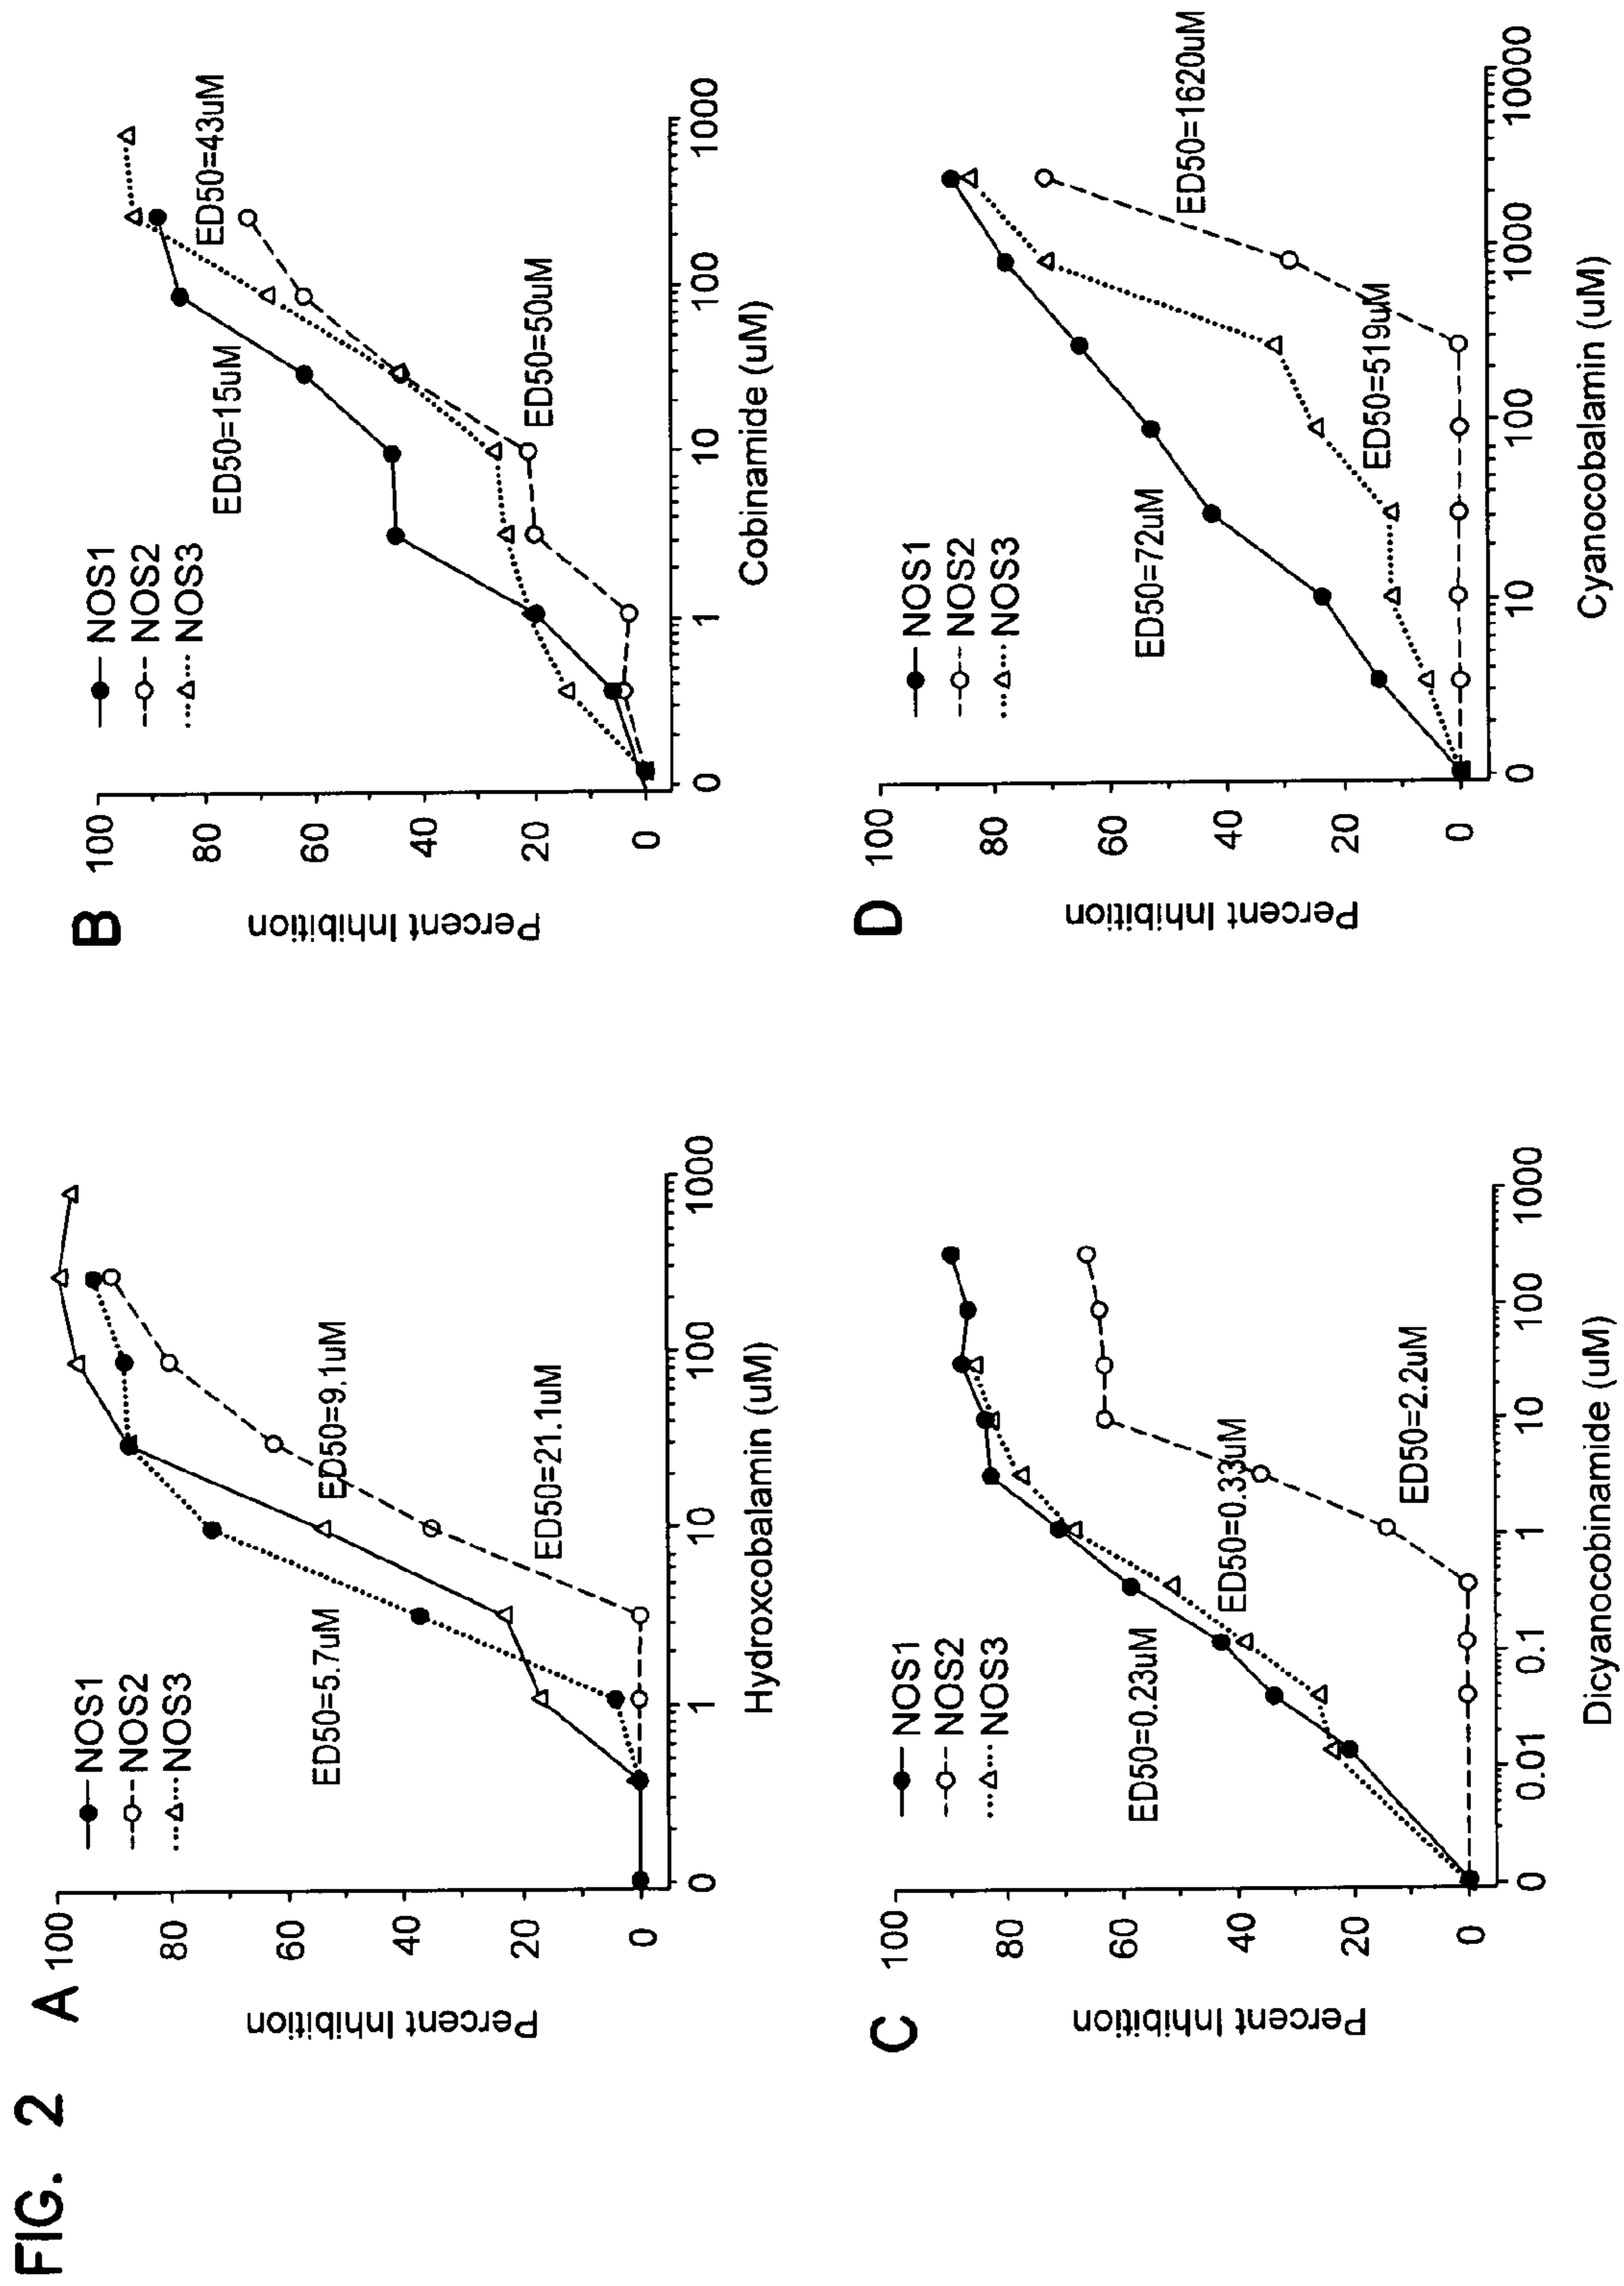 FIG. 2
A
Percent Inhibition
100
80
60
40
20
0
NOS1
NOS2
NOS3
ED50=5.7uM
ED50=9.1uM
ED50=21.1uM
0
1
10
100
1000
Hydroxcobalamin (uM)
B
Percent Inhibition
100
80
60
40
20
0
NOS1
NOS2
NOS3
ED50=15uM
ED50=43uM
ED50=50uM
0
1
10
100
1000
Cobinamide (uM)
C
Percent Inhibition
100
80
60
40
20
0
NOS1
NOS2
NOS3
ED50=0.23uM
ED50=0.33uM
ED50=2.2uM
0
0.01
0.1
1
10
100
1000
Dicyanocobinamide (uM)
D
Percent Inhibition
100
80
60
40
20
0
NOS1
NOS2
NOS3
ED50=72uM
ED50=519uM
ED50=1620uM
0
10
100
1000
10000
Cyanocobalamin (uM)